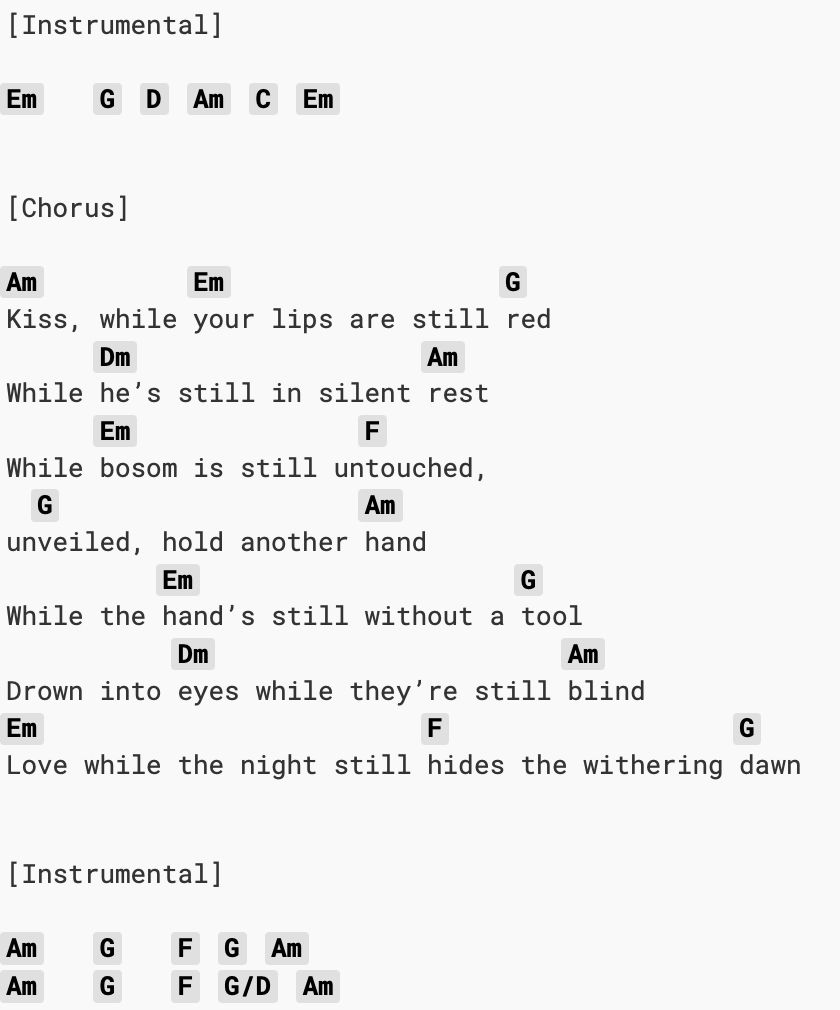 [Instrumental]
Em G D Am C Em
[Chorus]
Am Em G
Kiss, while your lips are still red
Dm Am
While he’s still in silent rest
Em F
While bosom is still untouched,
G Am
unveiled, hold another hand
Em G
While the hand’s still without a tool
Dm Am
Drown into eyes while they’re still blind
Em F G
Love while the night still hides the withering dawn
[Instrumental]
Am G F G Am
Am G F G/D Am